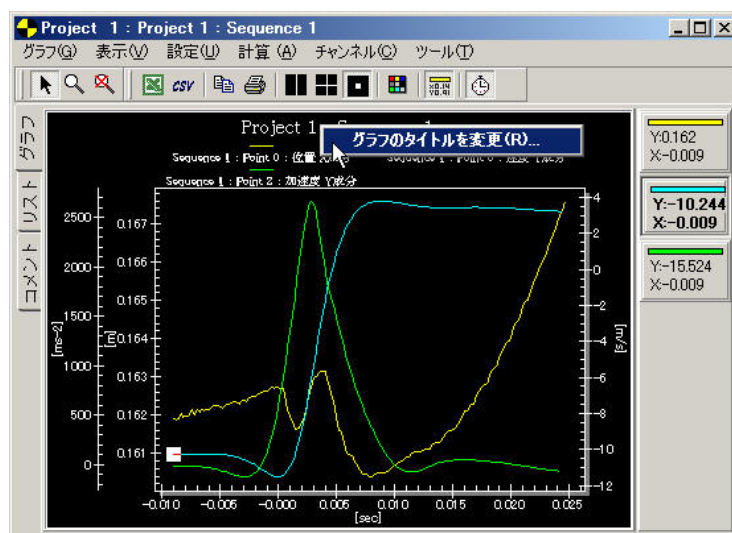 Project 1 : Project 1 : Sequence 1
グラフ(G) 表示(V) 設定(U) 計算 (A) チャンネル(C) ツール(T)
csv
グラフ
リスト
コメント
Project 1
グラフのタイトルを変更(R)...
Sequence 1 : Point 0 : 位置
Sequence 1 : Point 2 : 加速度 Y成分
Y:0.162
X:-0.009
Y:-10.244
X:-0.009
Y:-15.524
X:-0.009
2500
2000
1500
1000
500
0
[ms-2]
0.167
0.166
0.165
0.164
0.163
0.162
0.161
[m]
4
2
0
-2
-4
-6
-8
-10
-12
[m/s]
-0.010 -0.005 -0.000 0.005 0.010 0.015 0.020 0.025
[sec]